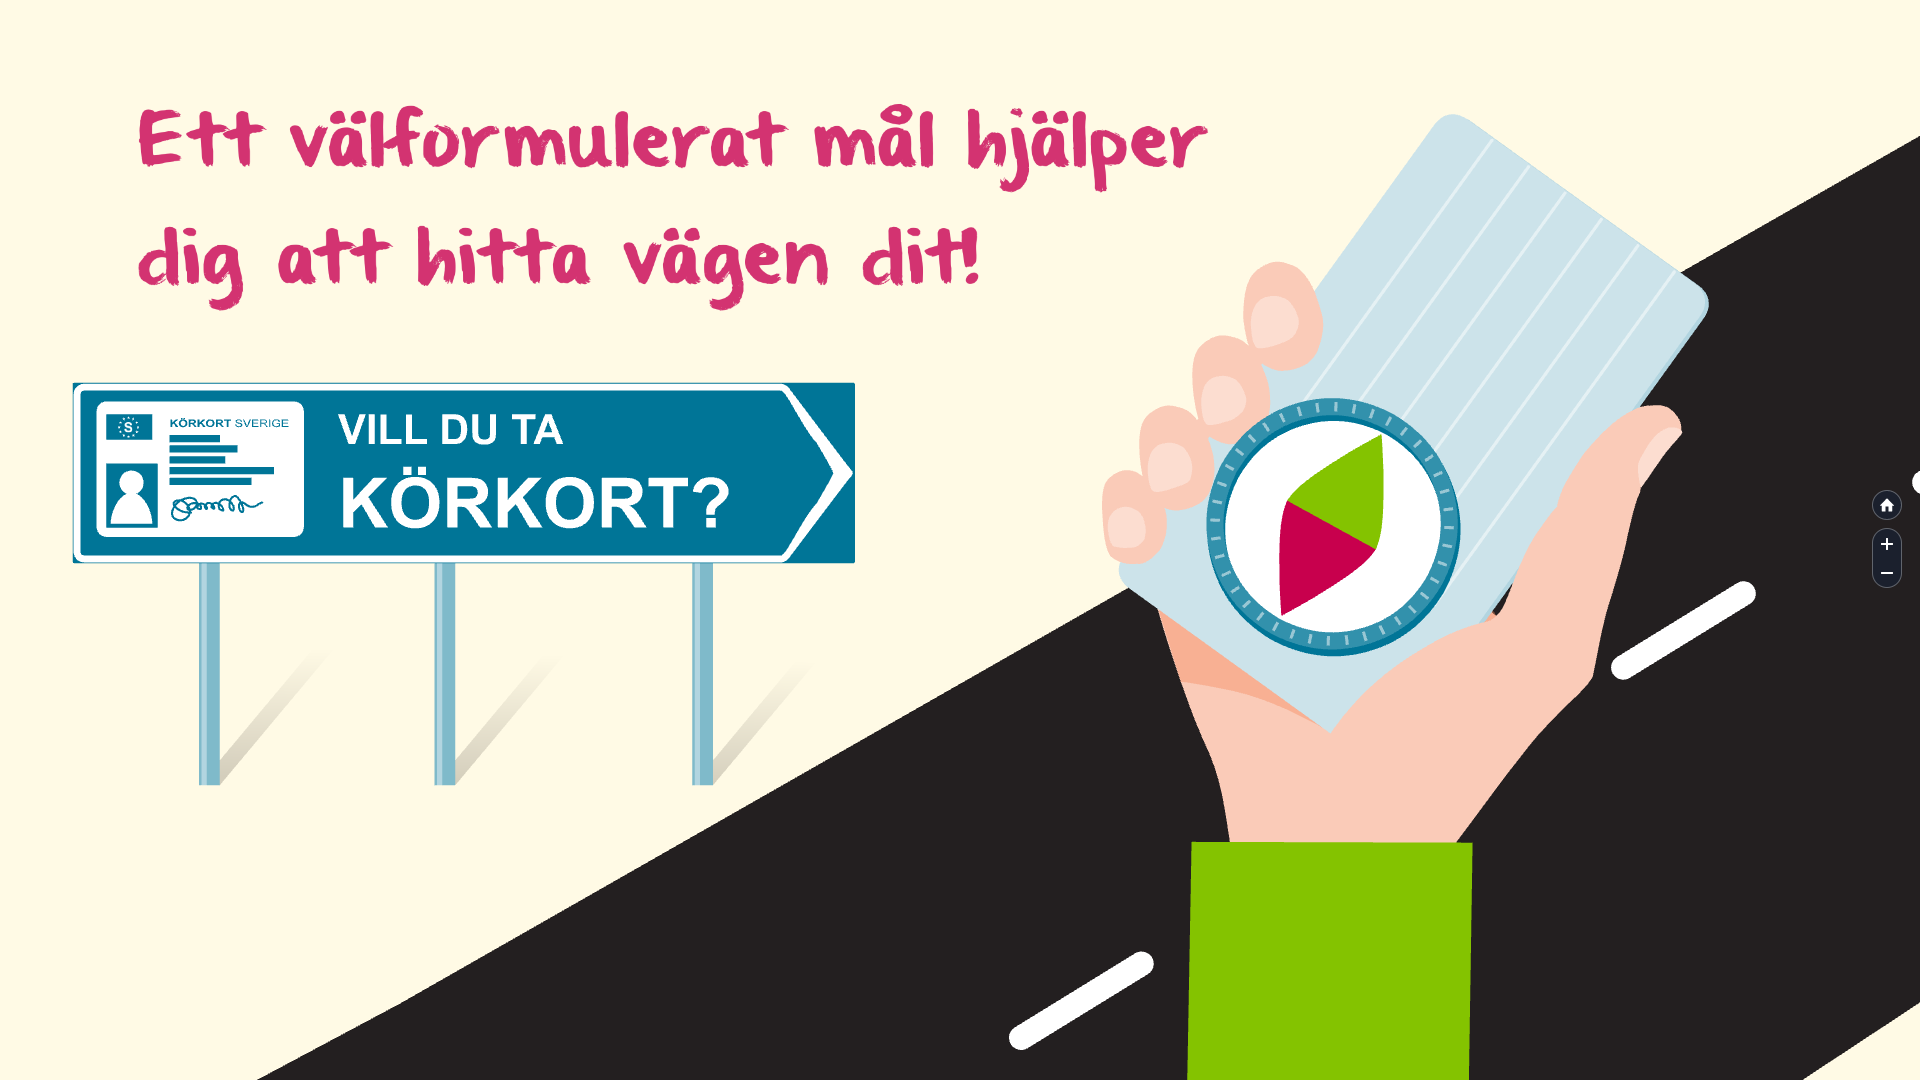 Ett välformulerat mål hjälper
dig att hitta vägen dit!
S
KÖRKORT SVERIGE
VILL DU TA
KÖRKORT?